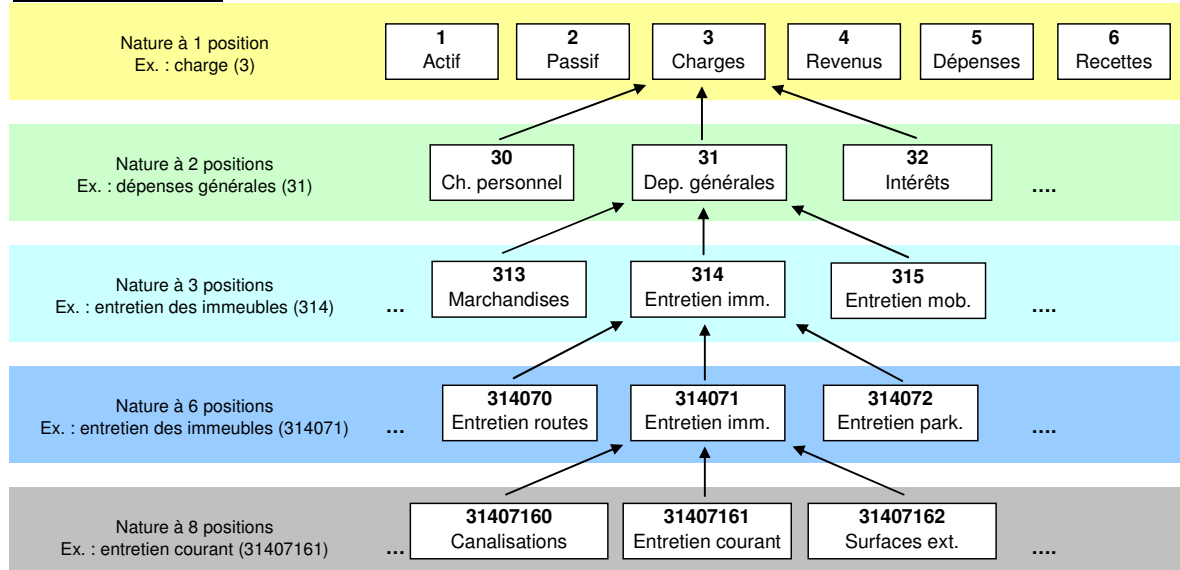 Nature à 1 position
Ex. : charge (3)
1
Actif
2
Passif
3
Charges
4
Revenus
5
Dépenses
6
Recettes
Nature à 2 positions
Ex. : dépenses générales (31)
30
Ch. personnel
31
Dep. générales
32
Intérêts
....
Nature à 3 positions
Ex. : entretien des immeubles (314)
...
313
Marchandises
314
Entretien imm.
315
Entretien mob.
....
Nature à 6 positions
Ex. : entretien des immeubles (314071)
...
314070
Entretien routes
314071
Entretien imm.
314072
Entretien park.
....
Nature à 8 positions
Ex. : entretien courant (31407161)
...
31407160
Canalisations
31407161
Entretien courant
31407162
Surfaces ext.
....